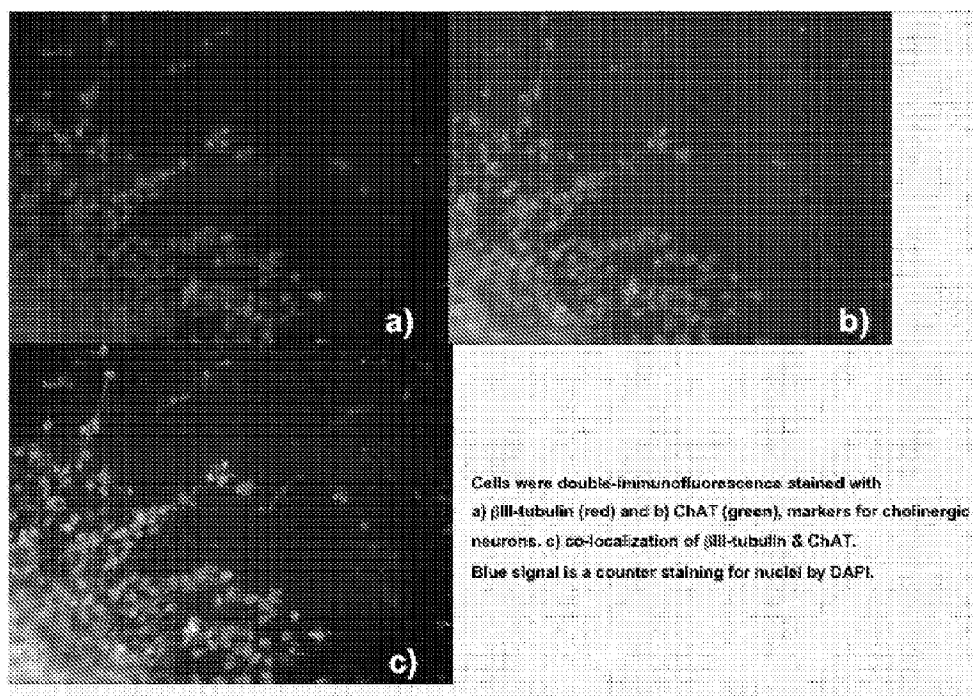 a)
b)
c)
Cells were double-immunofluorescence stained with
a) βIII-tubulin (red) and b) ChAT (green), markers for cholinergic
neurons. c) co-localization of βIII-tubulin & ChAT.
Blue signal is a counter staining for nuclei by DAPI.